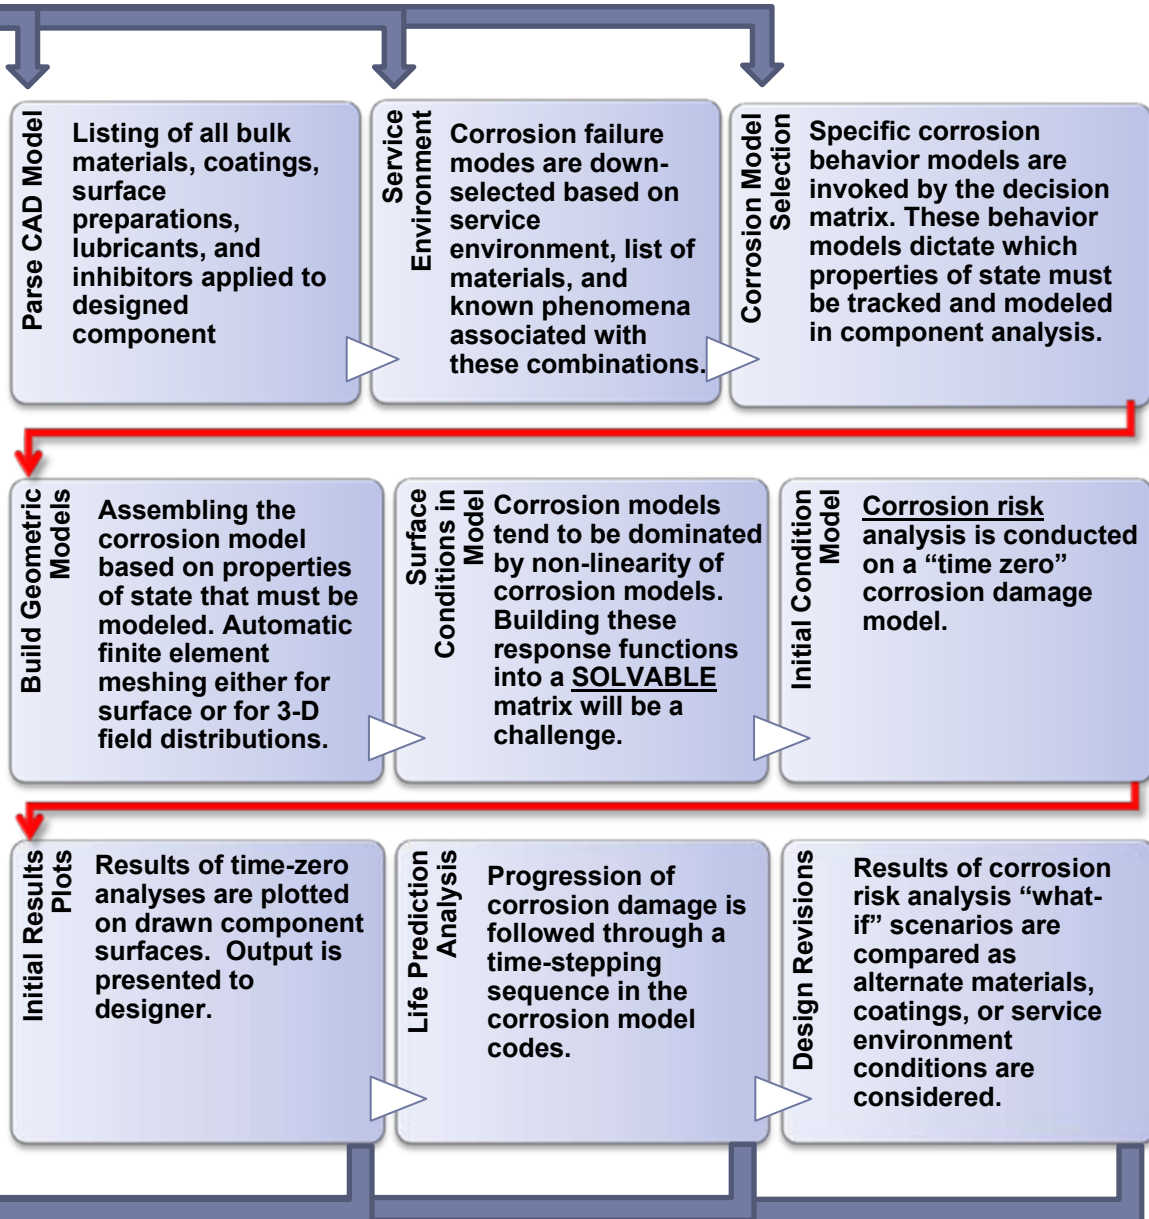 Parse CAD Model
Listing of all bulk
materials, coatings,
surface
preparations,
lubricants, and
inhibitors applied to
designed
component
Service
Environment
Corrosion failure
modes are down-
selected based on
service
environment, list of
materials, and
known phenomena
associated with
these combinations.
Corrosion Model
Selection
Specific corrosion
behavior models are
invoked by the decision
matrix. These behavior
models dictate which
properties of state must
be tracked and modeled
in component analysis.
Build Geometric
Models
Assembling the
corrosion model
based on properties
of state that must be
modeled. Automatic
finite element
meshing either for
surface or for 3-D
field distributions.
Surface
Conditions in
Model
Corrosion models
tend to be dominated
by non-linearity of
corrosion models.
Building these
response functions
into a SOLVABLE
matrix will be a
challenge.
Initial Condition
Model
Corrosion risk
analysis is conducted
on a “time zero”
corrosion damage
model.
Initial Results
Plots
Results of time-zero
analyses are plotted
on drawn component
surfaces.  Output is
presented to
designer.
Life Prediction
Analysis
Progression of
corrosion damage is
followed through a
time-stepping
sequence in the
corrosion model
codes.
Design Revisions
Results of corrosion
risk analysis “what-
if” scenarios are
compared as
alternate materials,
coatings, or service
environment
conditions are
considered.